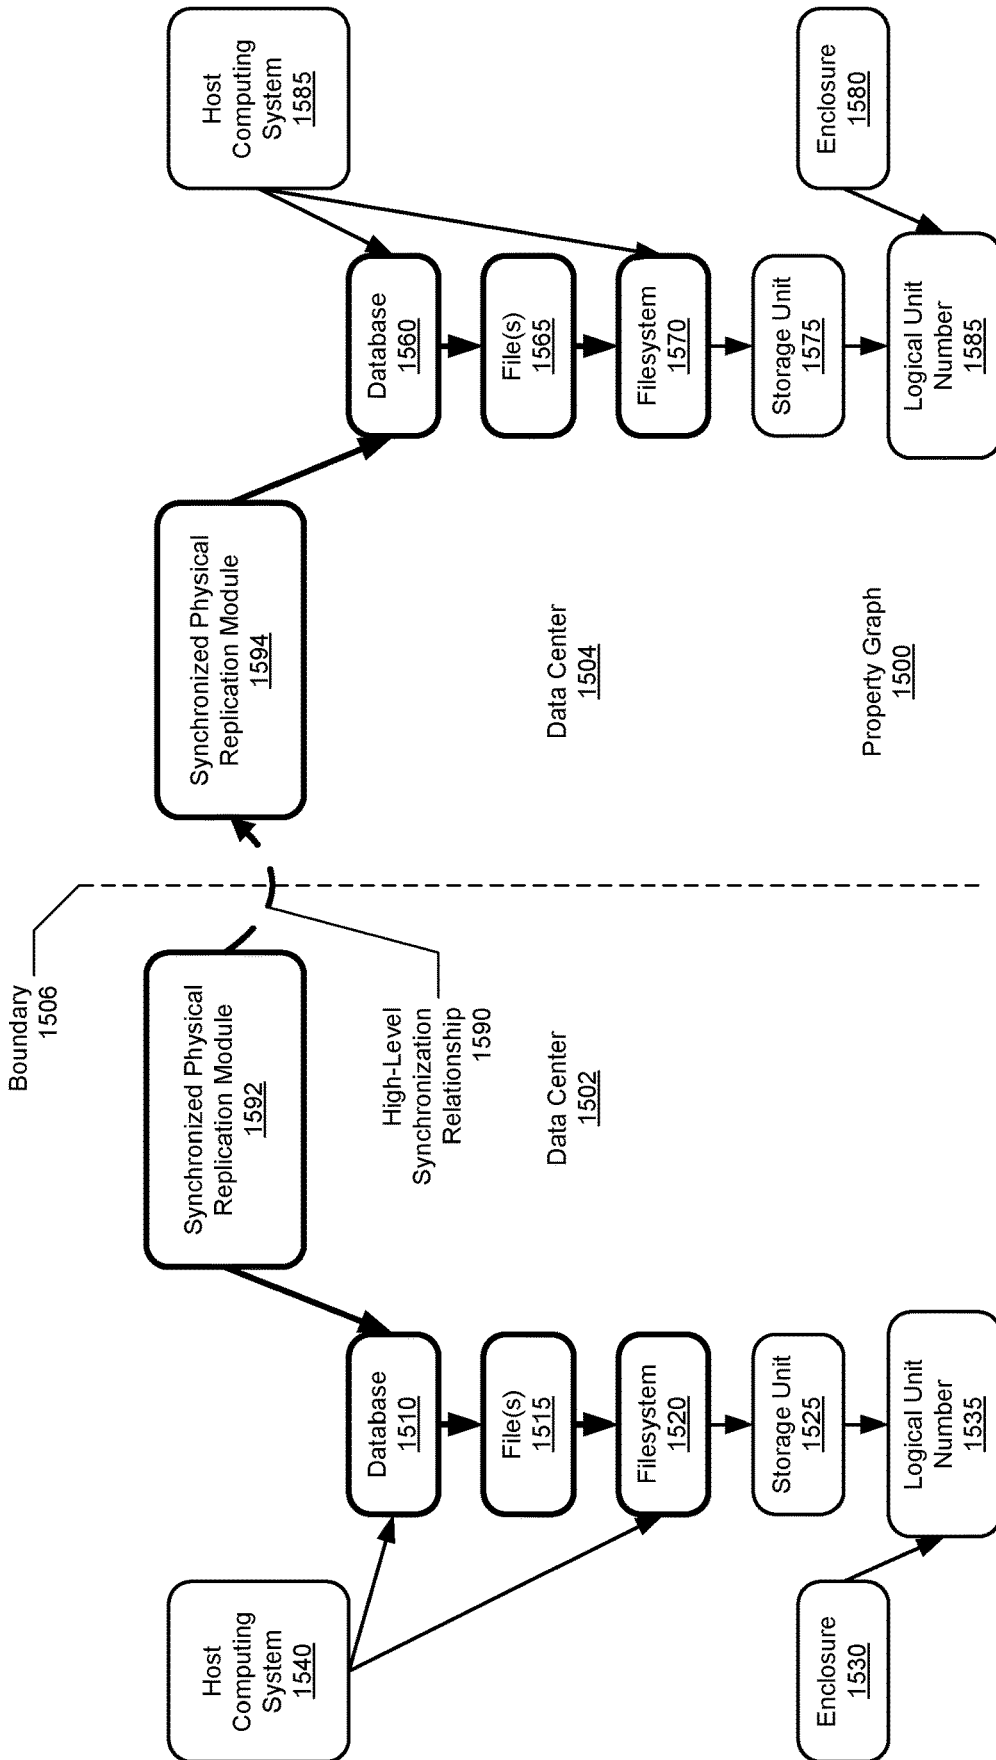 Boundary
1506
Host
Computing
System
1540
Synchronized Physical
Replication Module
1592
Synchronized Physical
Replication Module
1594
Host
Computing
System
1585
Database
1510
High-Level
Synchronization
Relationship
1590
Database
1560
File(s)
1515
File(s)
1565
Filesystem
1520
Data Center
1502
Data Center
1504
Filesystem
1570
Storage Unit
1525
Storage Unit
1575
Enclosure
1530
Logical Unit
Number
1535
Property Graph
1500
Logical Unit
Number
1585
Enclosure
1580